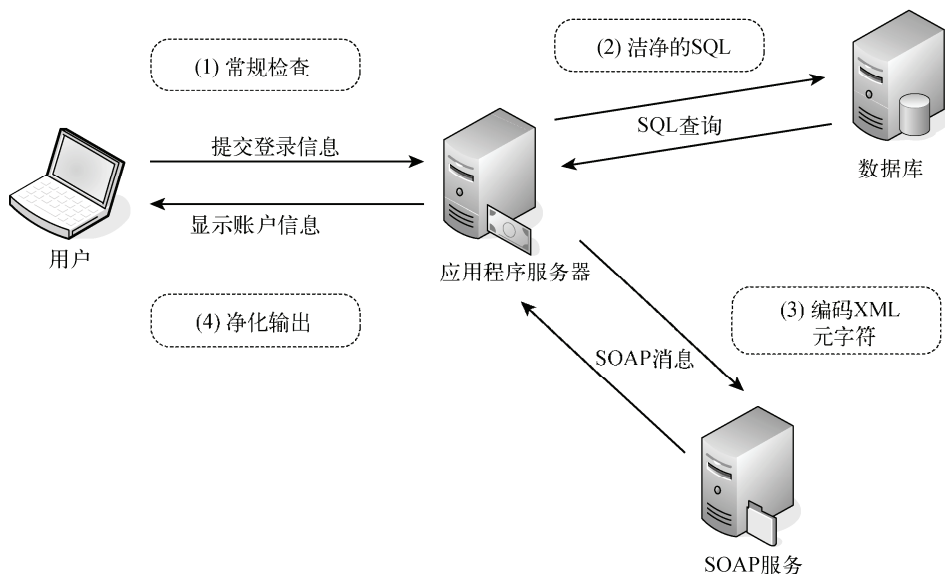 (2) 洁净的SQL
(1) 常规检查
SQL查询
提交登录信息
数据库
显示账户信息
用户
应用程序服务器
(4) 净化输出
(3) 编码XML
元字符
SOAP消息
SOAP服务